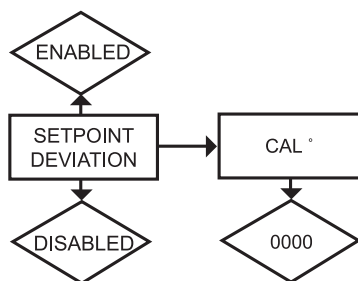 ENABLED
SETPOINT
DEVIATION
CAL °
DISABLED
0000